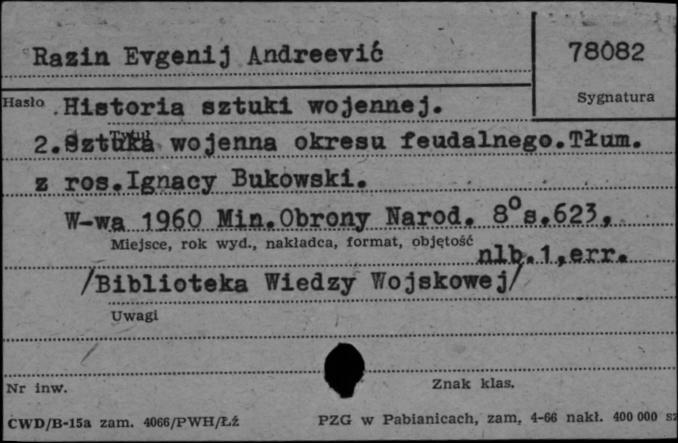 Razin Evgenij Andreević 78082
Hasło Historia sztuki wojennej. Sygnatura
Tytuł
2.Sztuka wojenna okresu feudalnego.Tłum.
z ros.Ignacy Bukowski.
W-wa 1960 Min.Obrony Narod. 8° s.623,
Miejsce, rok wyd., nakładca, format, objętość
nlb.1,err.
/Biblioteka Wiedzy Wojskowej/
Uwagi
Nr inw. Znak klas.
CWD/B-15a zam. 4066/PWH/Łź PZG w Pabianicach, zam, 4-66 nakł. 400 000 sz